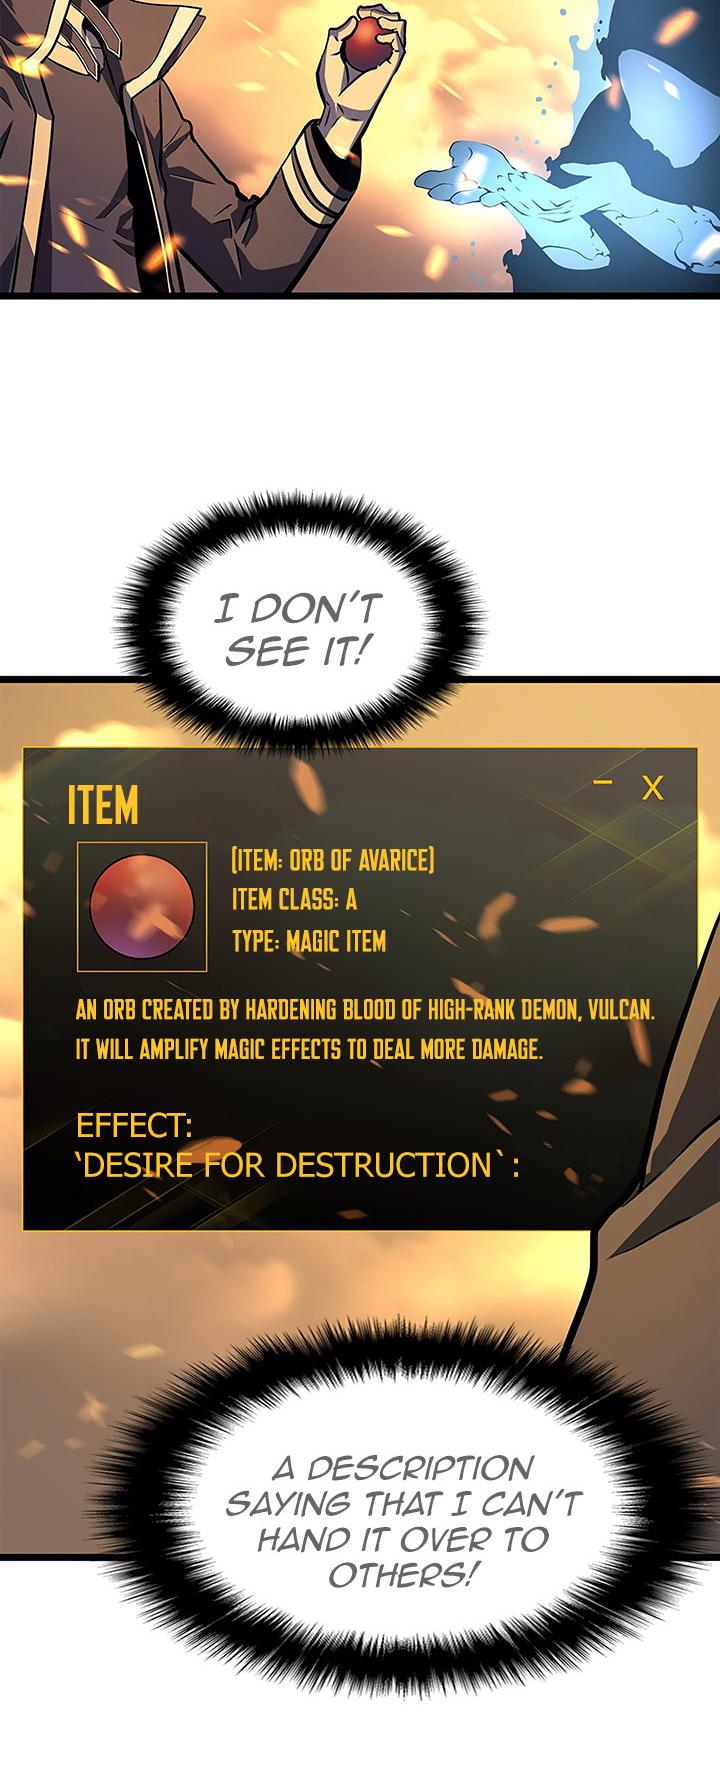 I DON'T
SEE IT!
– X
ITEM
(ITEM: ORB OF AVARICE)
ITEM CLASS: A
TYPE: MAGIC ITEM
AN ORB CREATED BY HARDENING BLOOD OF HIGH-RANK DEMON, VULCAN.
IT WILL AMPLIFY MAGIC EFFECTS TO DEAL MORE DAMAGE.
EFFECT:
‘DESIRE FOR DESTRUCTION`:
A DESCRIPTION
SAYING THAT I CAN'T
HAND IT OVER TO
OTHERS!